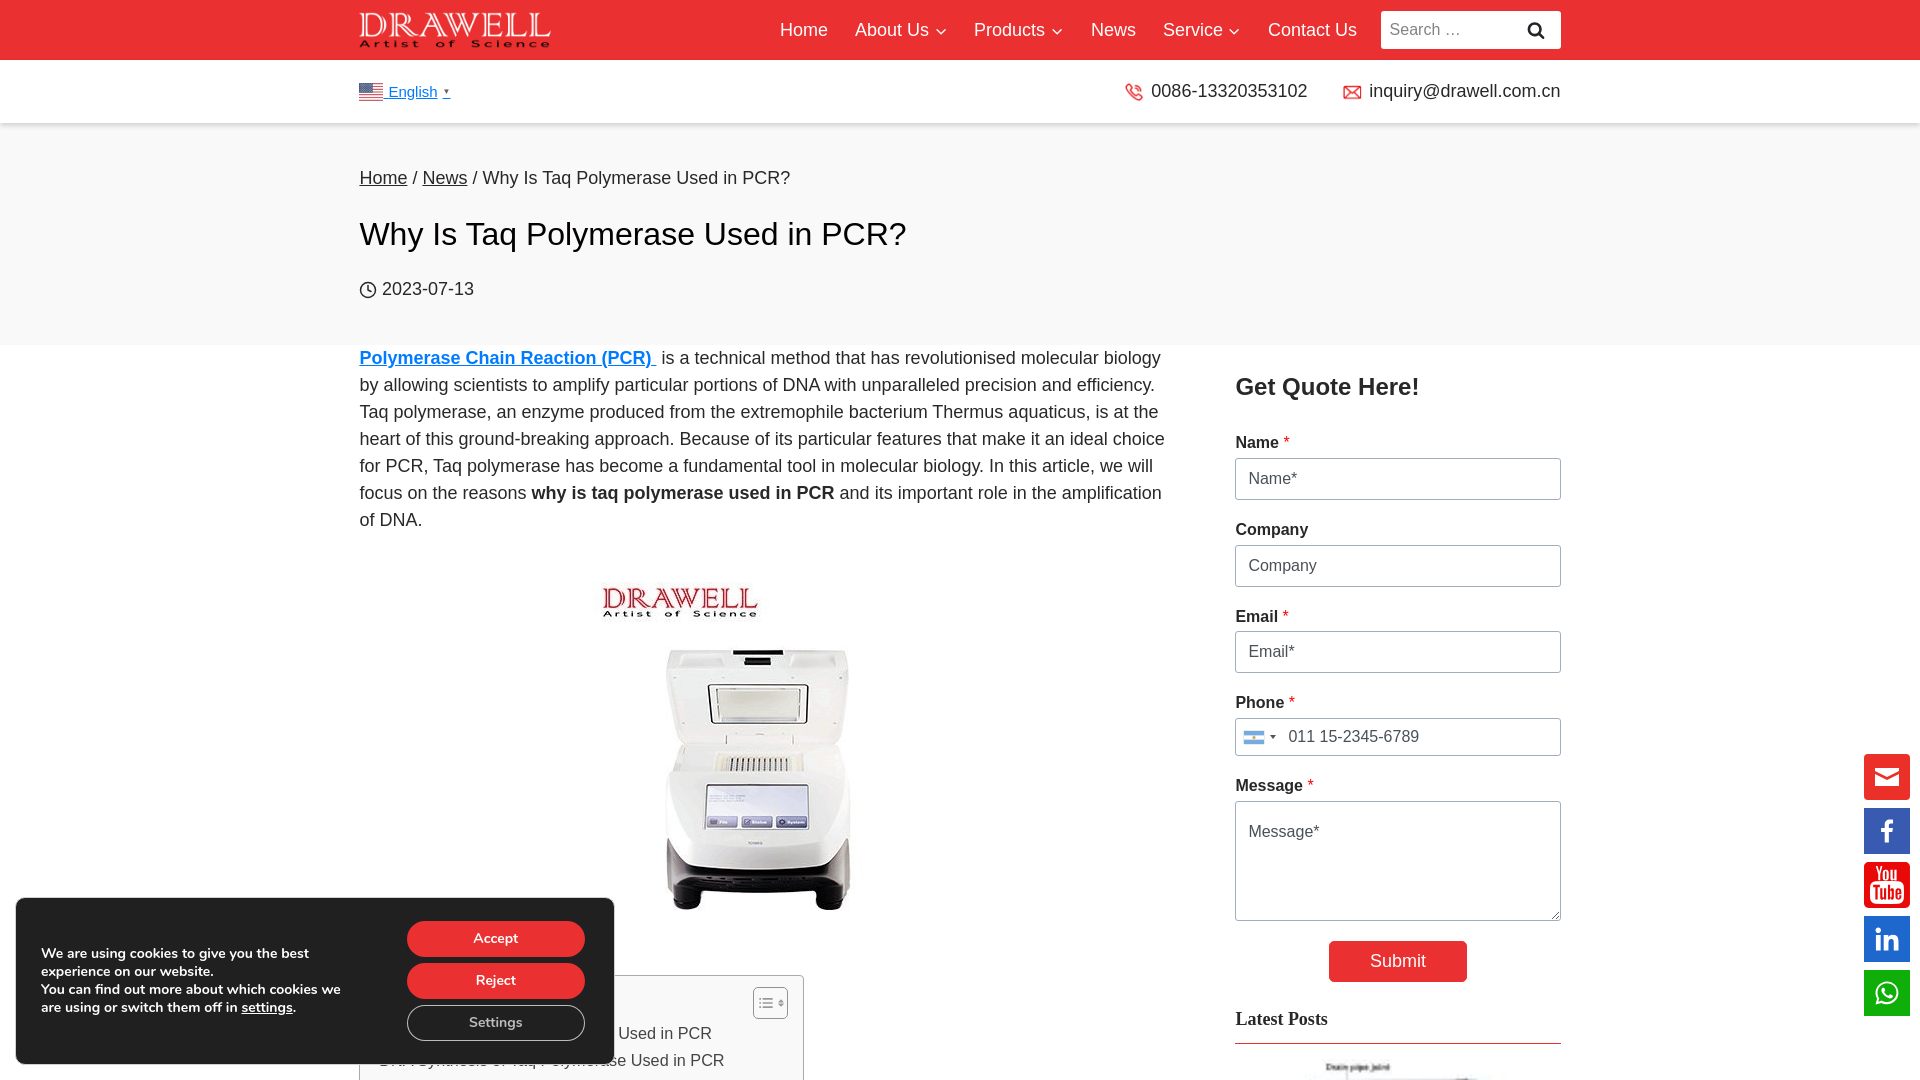 DRAWELL
Artist of Science
Home
About Us
Products
News
Service
Contact Us
Search …
English ▼
0086-13320353102
inquiry@drawell.com.cn
Home / News / Why Is Taq Polymerase Used in PCR?
Why Is Taq Polymerase Used in PCR?
2023-07-13
Polymerase Chain Reaction (PCR)  is a technical method that has revolutionised molecular biology
by allowing scientists to amplify particular portions of DNA with unparalleled precision and efficiency.
Taq polymerase, an enzyme produced from the extremophile bacterium Thermus aquaticus, is at the
heart of this ground-breaking approach. Because of its particular features that make it an ideal choice
for PCR, Taq polymerase has become a fundamental tool in molecular biology. In this article, we will
focus on the reasons why is taq polymerase used in PCR and its important role in the amplification
of DNA.
DRAWELL
Artist of Science
File
Status
System
Used in PCR
Used in PCR
Get Quote Here!
Name *
Name*
Company
Company
Email *
Email*
Phone *
011 15-2345-6789
Message *
Message*
Submit
Latest Posts
Drain pipe joint
You
Tube
in
We are using cookies to give you the best
experience on our website.
You can find out more about which cookies we
are using or switch them off in settings.
Accept
Reject
Settings